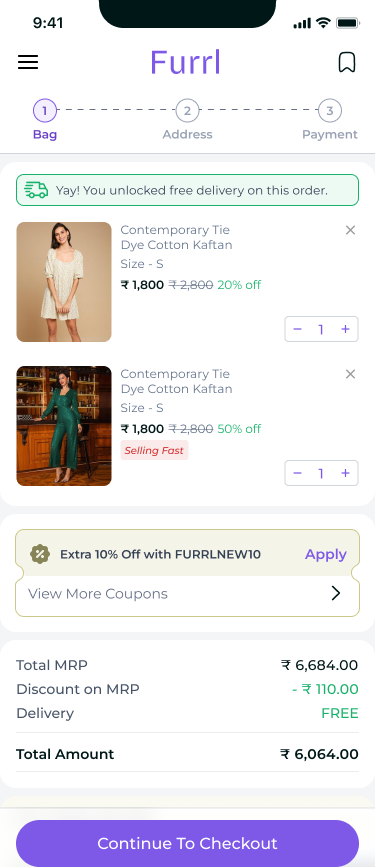 9:41
Furrl
1 2 3
Bag Address Payment
Yay! You unlocked free delivery on this order.
Contemporary Tie
Dye Cotton Kaftan
Size - S
₹ 1,800 ₹ 2,800 20% off
− 1 +
Contemporary Tie
Dye Cotton Kaftan
Size - S
₹ 1,800 ₹ 2,800 50% off
Selling Fast
− 1 +
Extra 10% Off with FURRLNEW10 Apply
View More Coupons
Total MRP ₹ 6,684.00
Discount on MRP - ₹ 110.00
Delivery FREE
Total Amount ₹ 6,064.00
Continue To Checkout